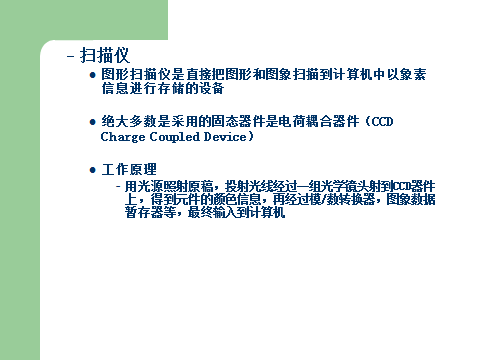 – 扫描仪
● 图形扫描仪是直接把图形和图象扫描到计算机中以象素
信息进行存储的设备
● 绝大多数是采用的固态器件是电荷耦合器件（CCD
Charge Coupled Device）
● 工作原理
– 用光源照射原稿，投射光线经过一组光学镜头射到CCD器件
上，得到元件的颜色信息，再经过模/数转换器，图象数据
暂存器等，最终输入到计算机